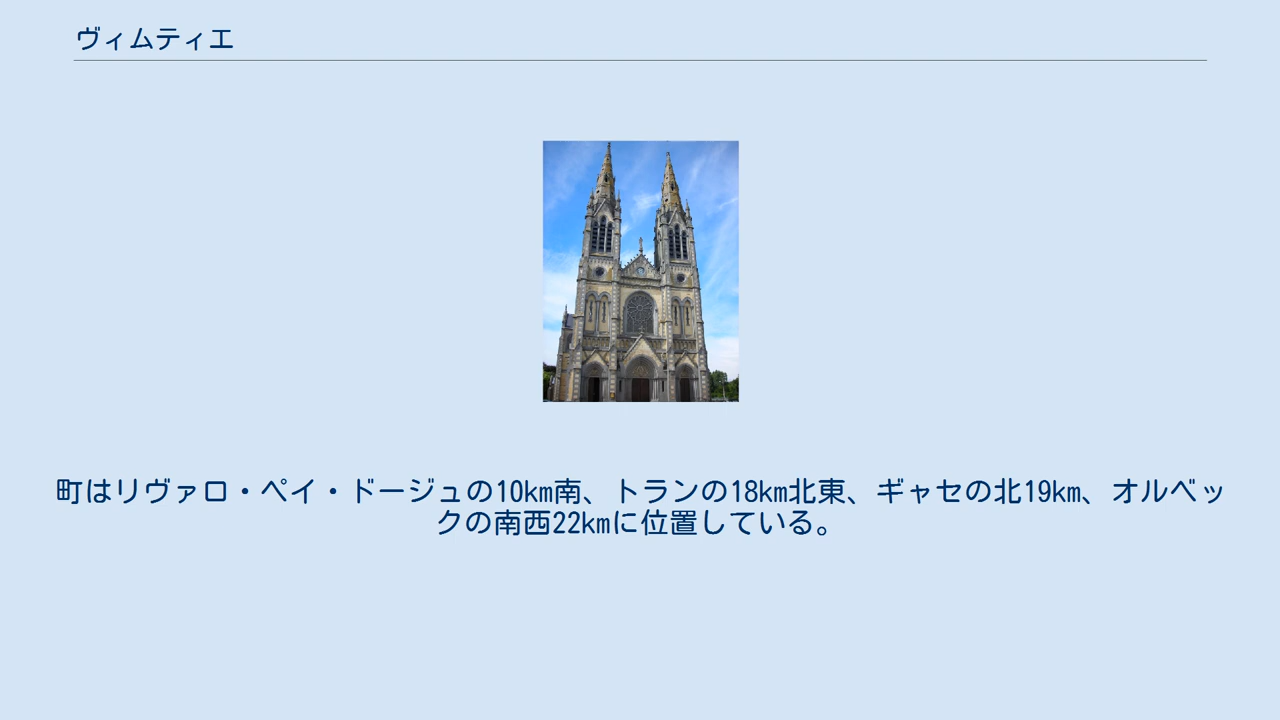 ヴィムティエ
町はリヴァロ・ペイ・ドージュの10km南、トランの18km北東、ギャセの北19km、オルベッ
クの南西22kmに位置している。